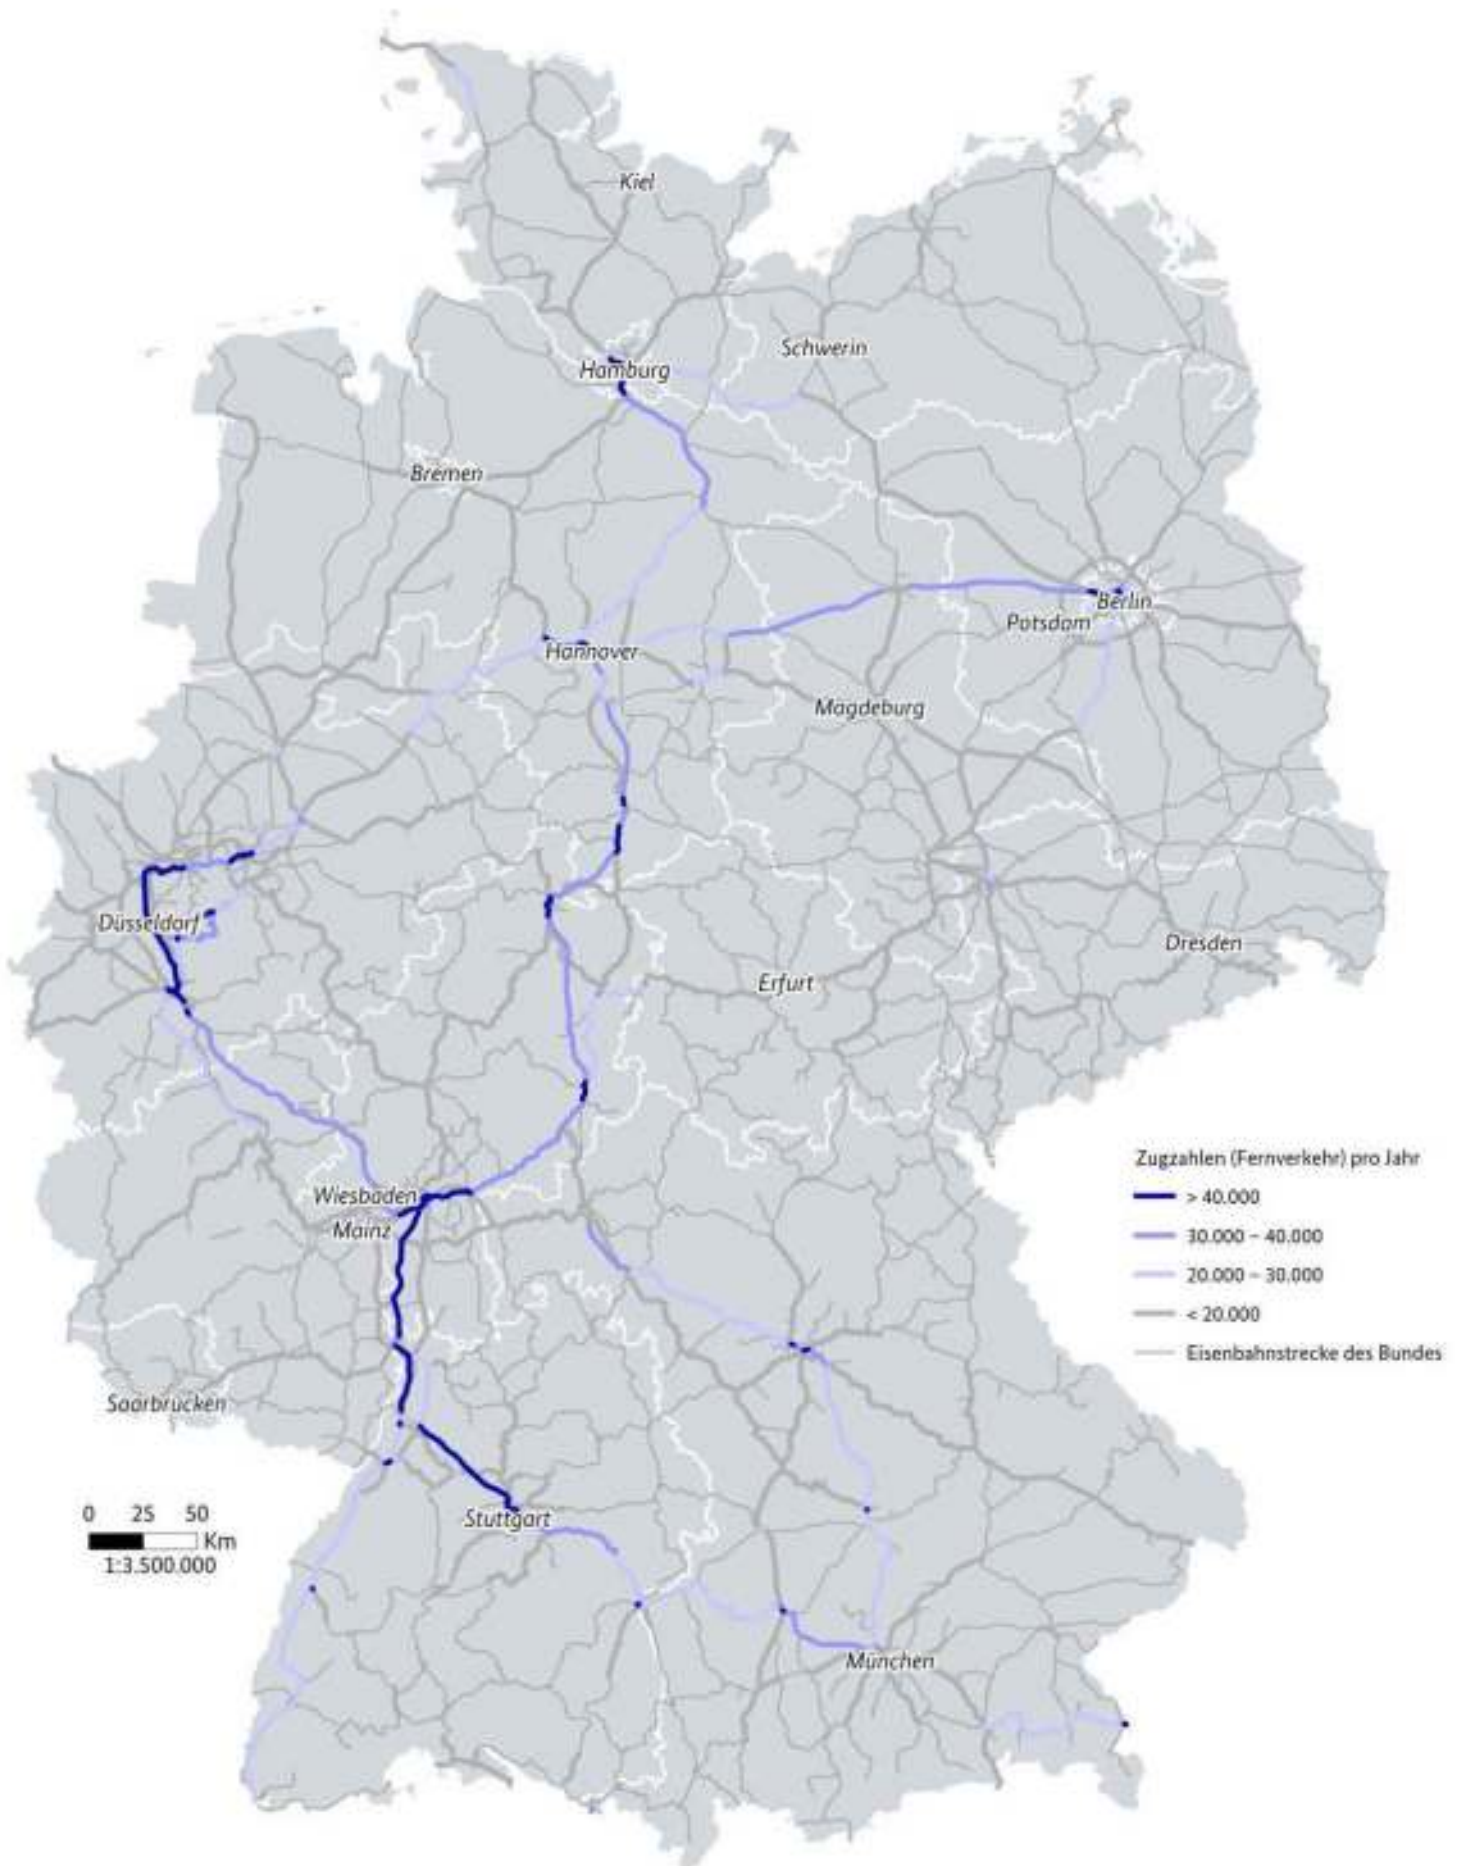 Kiel
Schwerin
Hamburg
Bremen
Berlin
Potsdam
Hannover
Magdeburg
Düsseldorf
Dresden
Erfurt
Zugzahlen (Fernverkehr) pro Jahr
> 40.000
30.000 – 40.000
20.000 – 30.000
< 20.000
Eisenbahnstrecke des Bundes
Wiesbaden
Mainz
Saarbrücken
0 25 50
Km
1:3.500.000
Stuttgart
München